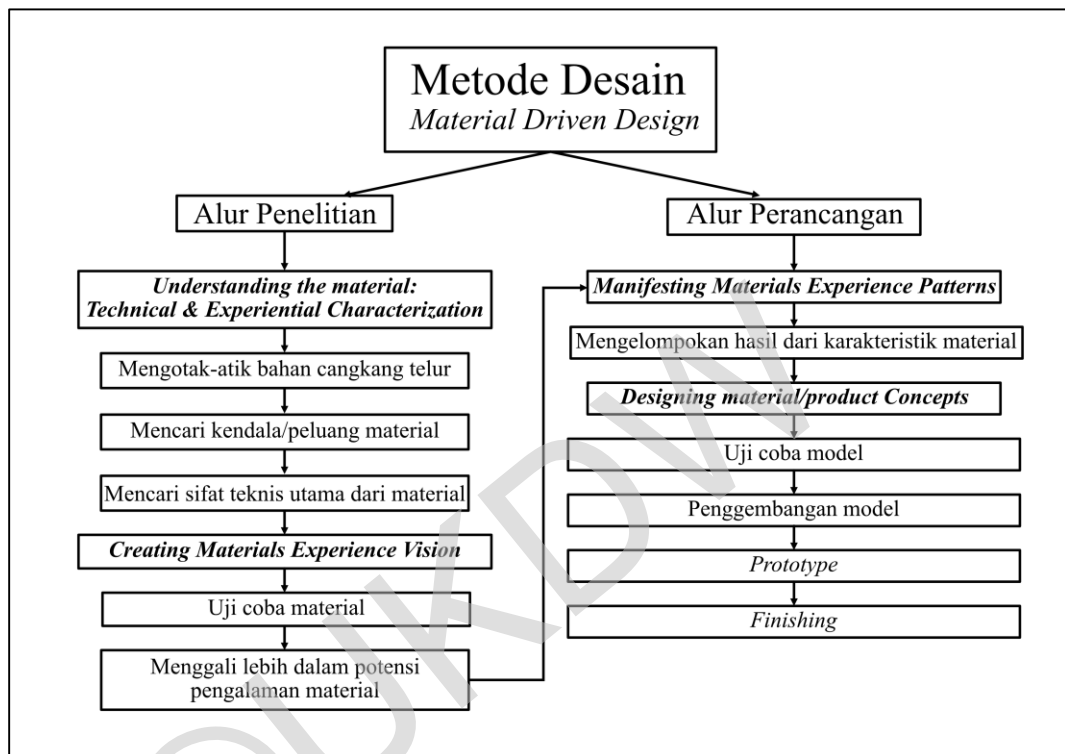 Metode Desain
Material Driven Design
Alur Penelitian
Understanding the material:
Technical & Experiential Characterization
Mengotak-atik bahan cangkang telur
Mencari kendala/peluang material
Mencari sifat teknis utama dari material
Creating Materials Experience Vision
Uji coba material
Menggali lebih dalam potensi
pengalaman material
Alur Perancangan
Manifesting Materials Experience Patterns
Mengelompokan hasil dari karakteristik material
Designing material/product Concepts
Uji coba model
Penggembangan model
Prototype
Finishing
UKDW